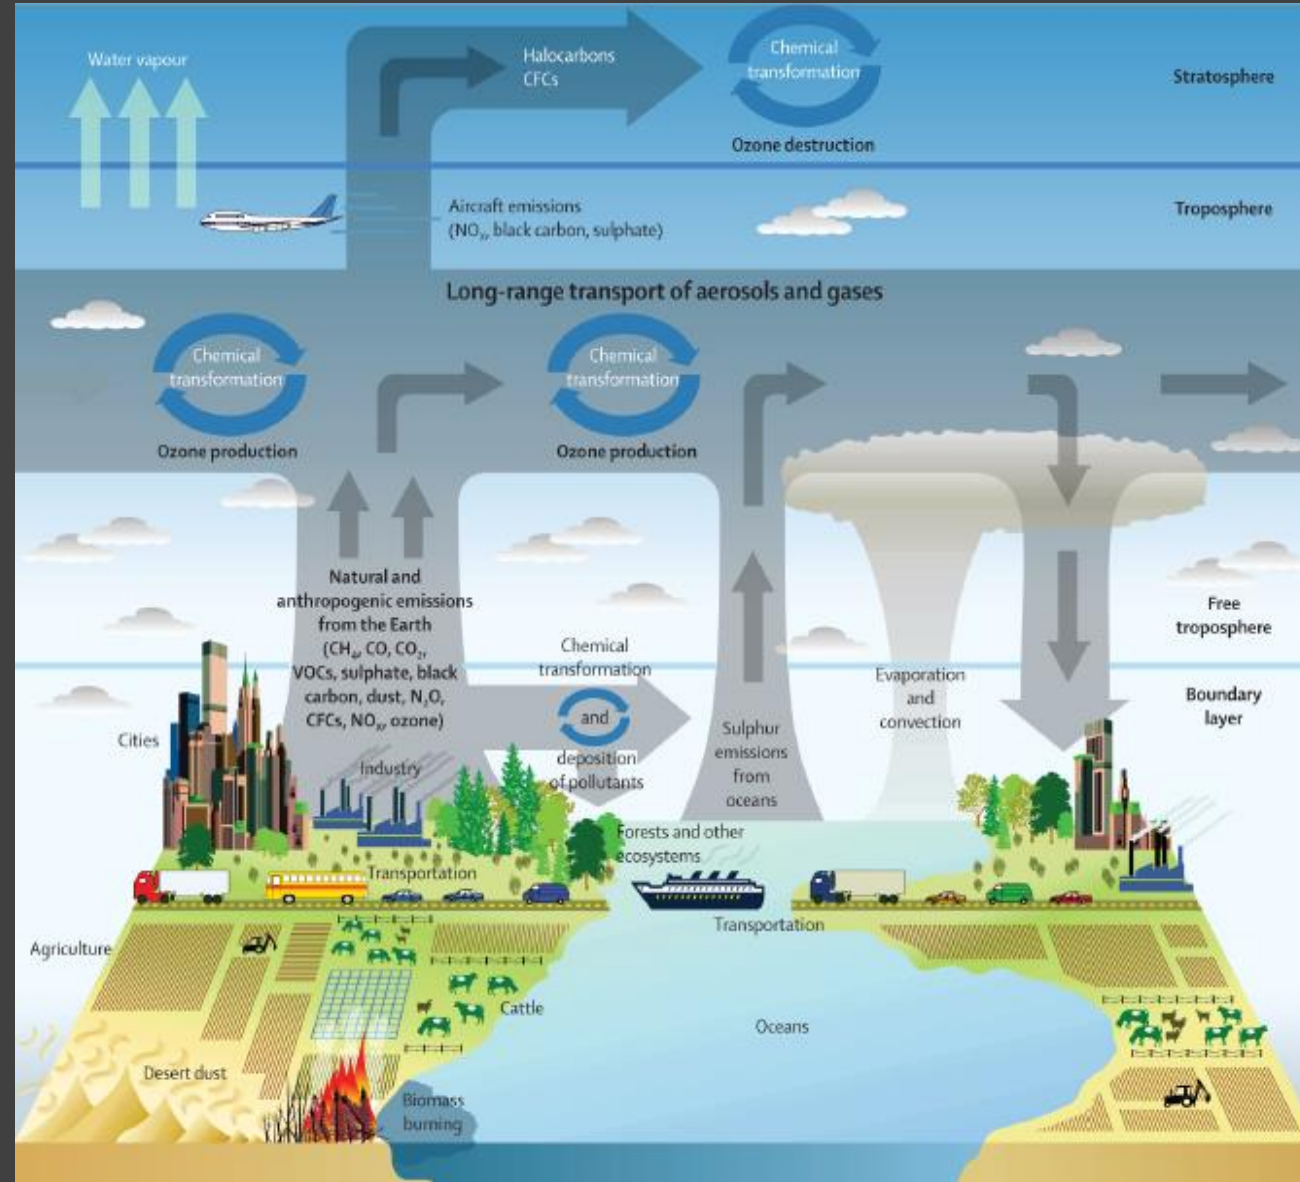 Water vapour
Halocarbons
CFCs
Chemical
transformation
Ozone destruction
Stratosphere
Aircraft emissions
(NOₓ, black carbon, sulphate)
Troposphere
Long-range transport of aerosols and gases
Chemical
transformation
Ozone production
Chemical
transformation
Ozone production
Natural and
anthropogenic emissions
from the Earth
(CH₄, CO, CO₂,
VOCs, sulphate, black
carbon, dust, N₂O,
CFCs, NOₓ, ozone)
Chemical
transformation
and
deposition
of pollutants
Sulphur
emissions
from
oceans
Evaporation
and
convection
Free
troposphere
Boundary
layer
Cities
Industry
Forests and other
ecosystems
Transportation
Transportation
Agriculture
Cattle
Oceans
Desert dust
Biomass
burning